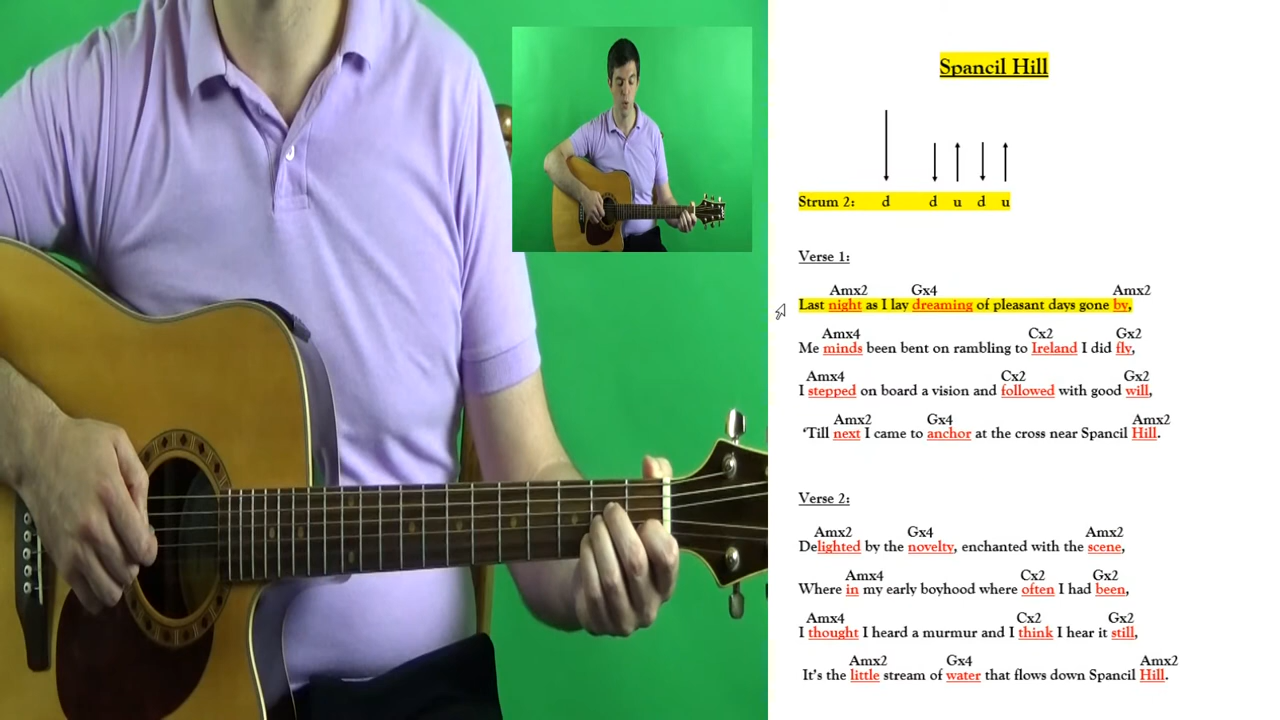 Spancil Hill
Strum 2: d d u d u
Verse 1:
Amx2 Gx4 Amx2
Last night as I lay dreaming of pleasant days gone by,
Amx4 Cx2 Gx2
Me minds been bent on rambling to Ireland I did fly,
Amx4 Cx2 Gx2
I stepped on board a vision and followed with good will,
Amx2 Gx4 Amx2
‘Till next I came to anchor at the cross near Spancil Hill.
Verse 2:
Amx2 Gx4 Amx2
Delighted by the novelty, enchanted with the scene,
Amx4 Cx2 Gx2
Where in my early boyhood where often I had been,
Amx4 Cx2 Gx2
I thought I heard a murmur and I think I hear it still,
Amx2 Gx4 Amx2
It’s the little stream of water that flows down Spancil Hill.